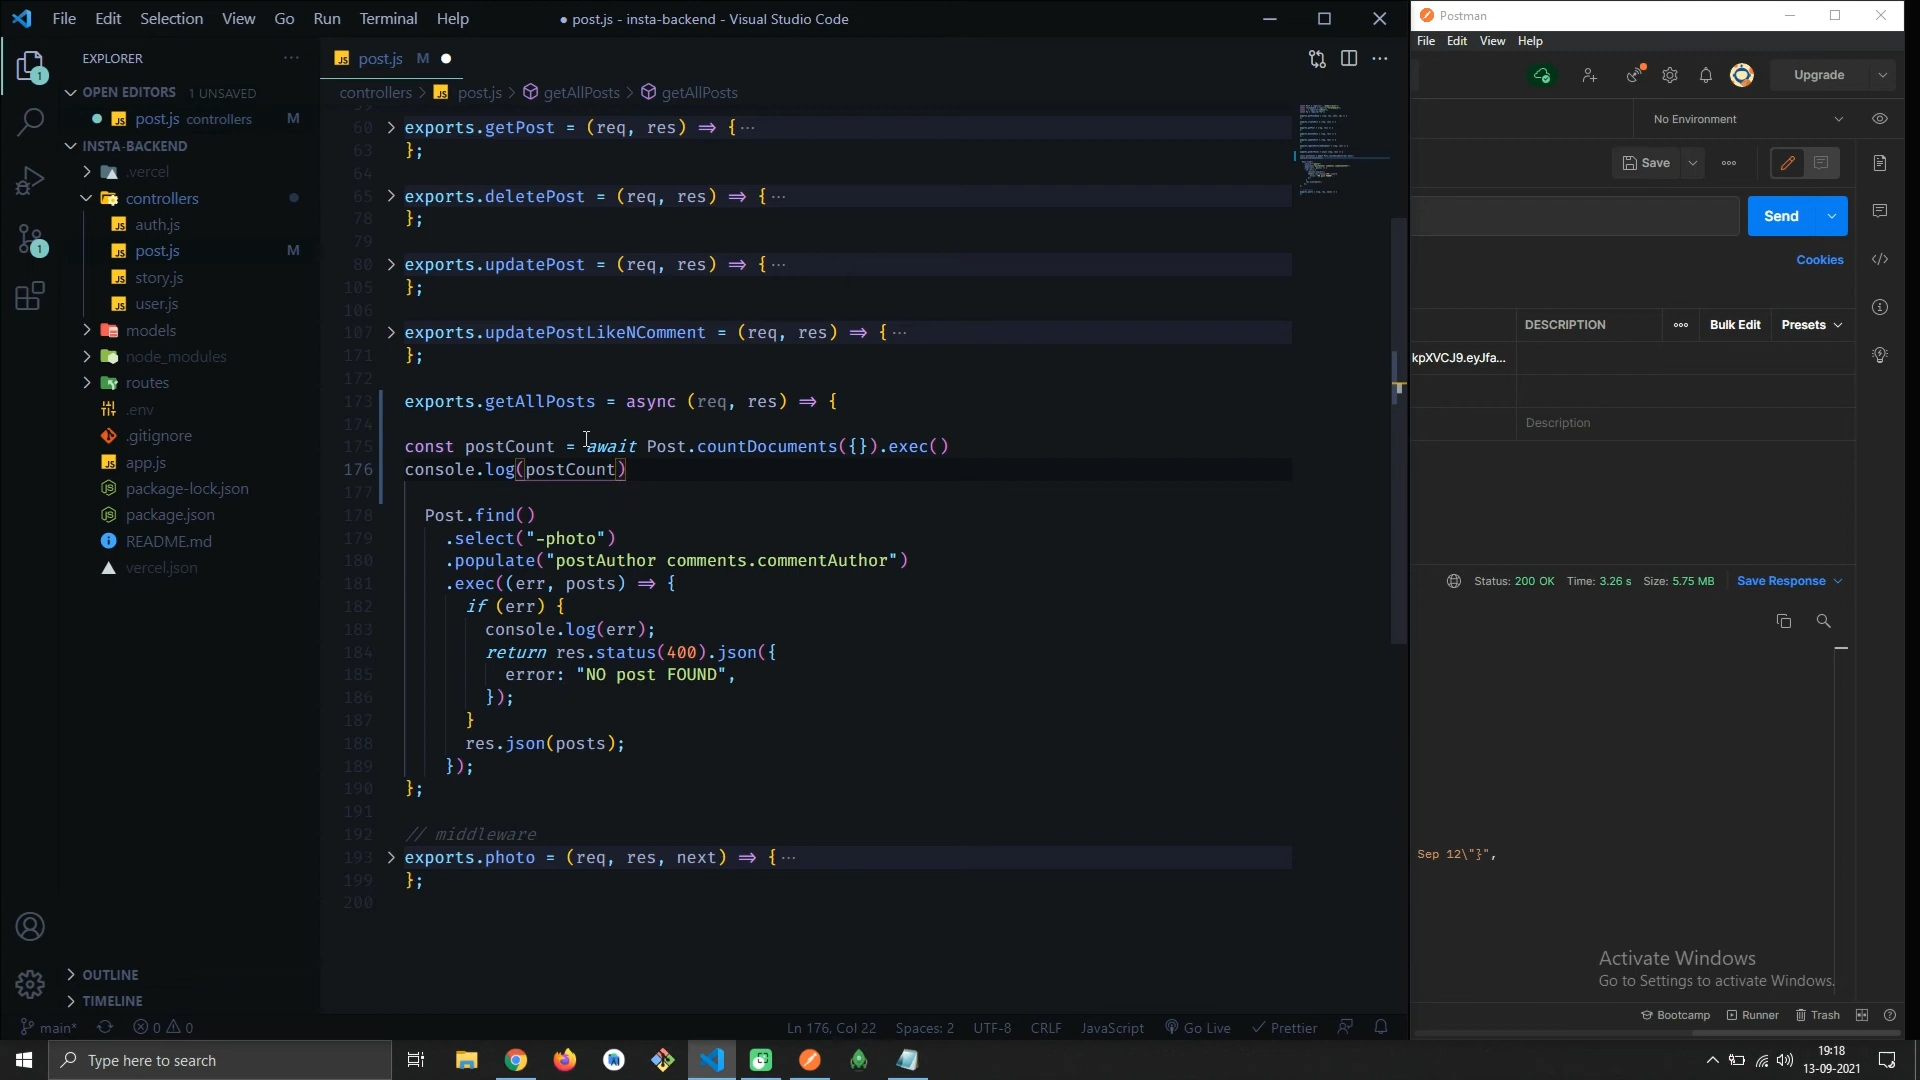 File Edit Selection View Go Run Terminal Help
● post.js - insta-backend - Visual Studio Code
EXPLORER
OPEN EDITORS 1 UNSAVED
post.js controllers M
INSTA-BACKEND
.vercel
controllers
auth.js
post.js M
story.js
user.js
models
node_modules
routes
.env
.gitignore
app.js
package-lock.json
package.json
README.md
vercel.json
OUTLINE
TIMELINE
post.js M
controllers > post.js > getAllPosts > getAllPosts
60 exports.getPost = (req, res) => {···
63 };
64
65 exports.deletePost = (req, res) => {···
78 };
79
80 exports.updatePost = (req, res) => {···
105 };
106
107 exports.updatePostLikeNComment = (req, res) => {···
171 };
172
173 exports.getAllPosts = async (req, res) => {
174
175 const postCount = await Post.countDocuments({}).exec()
176 console.log(postCount)
177
178 Post.find()
179 .select("-photo")
180 .populate("postAuthor comments.commentAuthor")
181 .exec((err, posts) => {
182 if (err) {
183 console.log(err);
184 return res.status(400).json({
185 error: "NO post FOUND",
186 });
187 }
188 res.json(posts);
189 });
190 };
191
192 // middleware
193 exports.photo = (req, res, next) => {···
199 };
200
main* 0 0 Ln 176, Col 22 Spaces: 2 UTF-8 CRLF JavaScript Go Live Prettier
Postman
File Edit View Help
Upgrade
No Environment
Save
Send
Cookies
DESCRIPTION Bulk Edit Presets
kpXVCJ9.eyJfa...
Description
Status: 200 OK Time: 3.26 s Size: 5.75 MB Save Response
Sep 12\"}",
Activate Windows
Go to Settings to activate Windows.
Bootcamp Runner Trash
Type here to search
19:18
13-09-2021